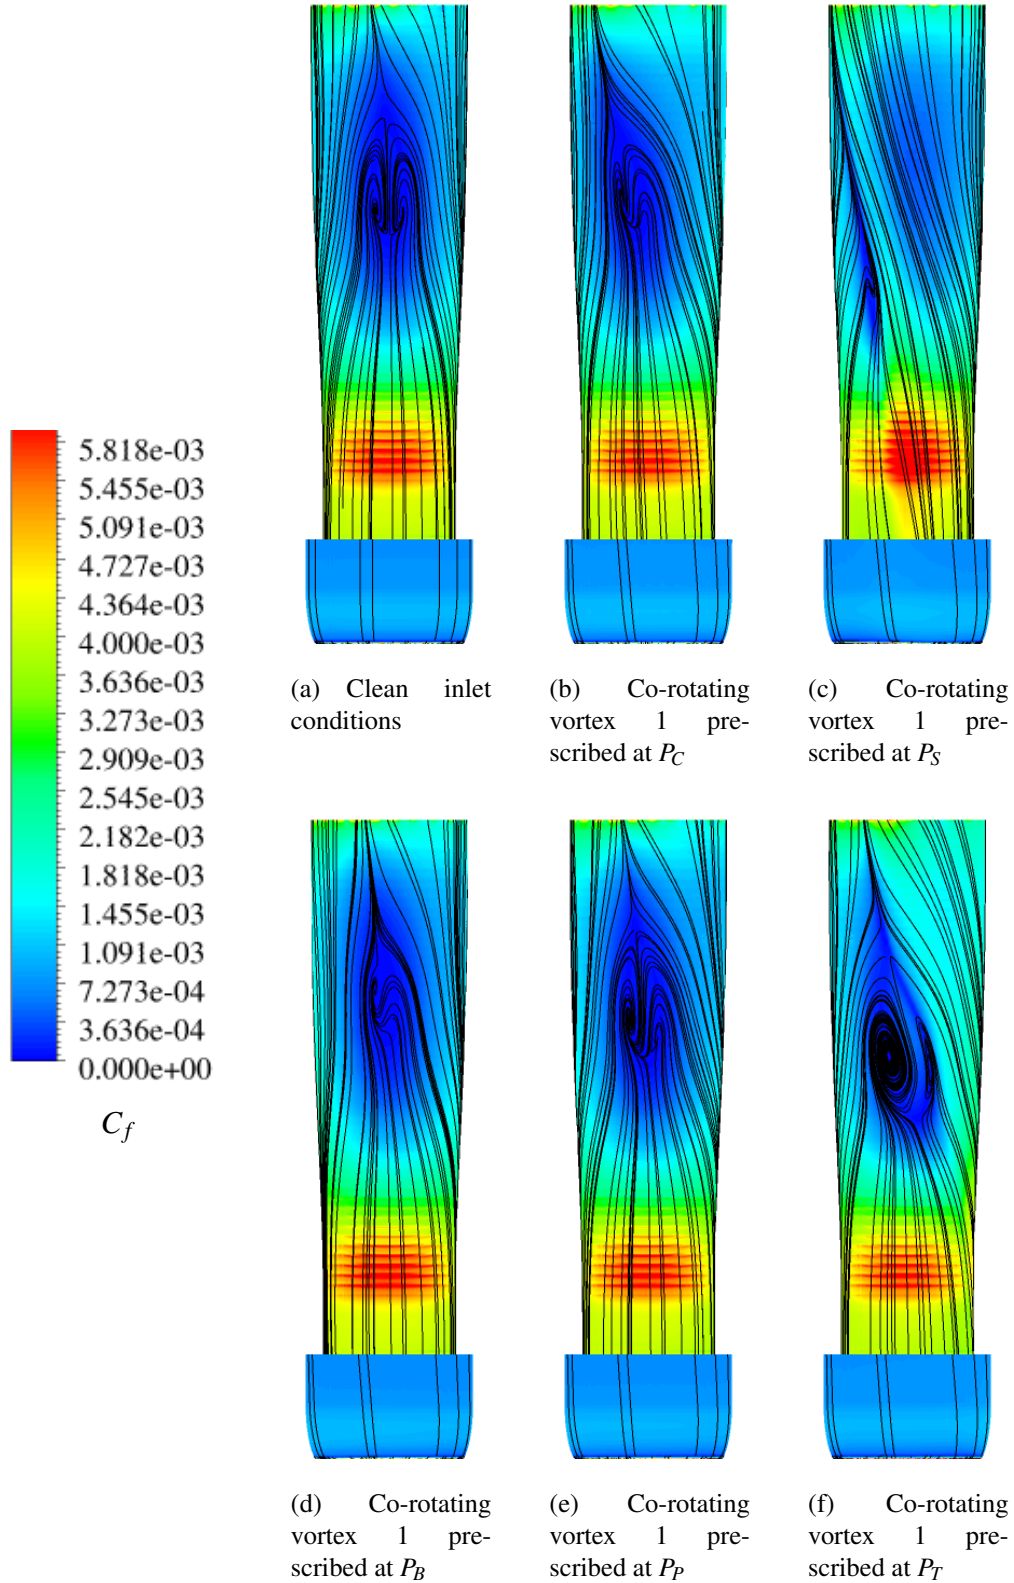 (a) Clean inlet
conditions
(b) Co-rotating
vortex 1 pre-
scribed at P_C
(c) Co-rotating
vortex 1 pre-
scribed at P_S
5.818e-03
5.455e-03
5.091e-03
4.727e-03
4.364e-03
4.000e-03
3.636e-03
3.273e-03
2.909e-03
2.545e-03
2.182e-03
1.818e-03
1.455e-03
1.091e-03
7.273e-04
3.636e-04
0.000e+00
C_f
(d) Co-rotating
vortex 1 pre-
scribed at P_B
(e) Co-rotating
vortex 1 pre-
scribed at P_P
(f) Co-rotating
vortex 1 pre-
scribed at P_T